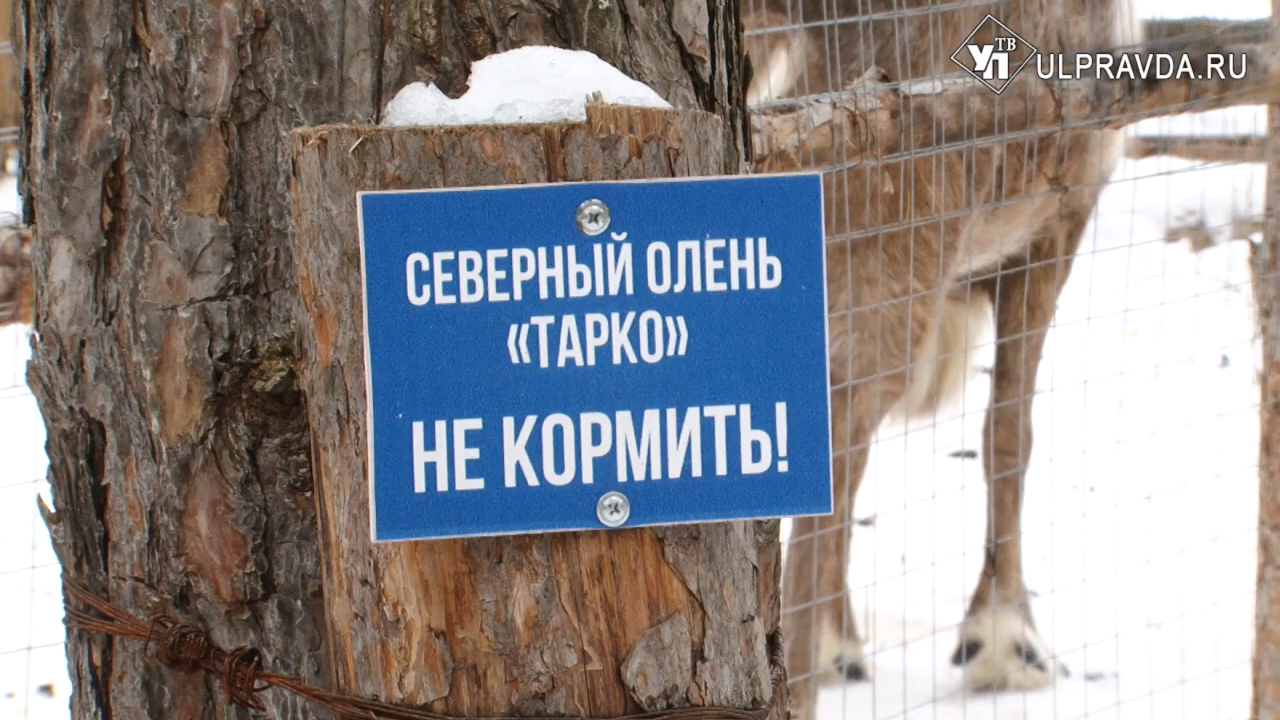 УП ТВ
ULPRAVDA.RU
СЕВЕРНЫЙ ОЛЕНЬ
«ТАРКО»
НЕ КОРМИТЬ!